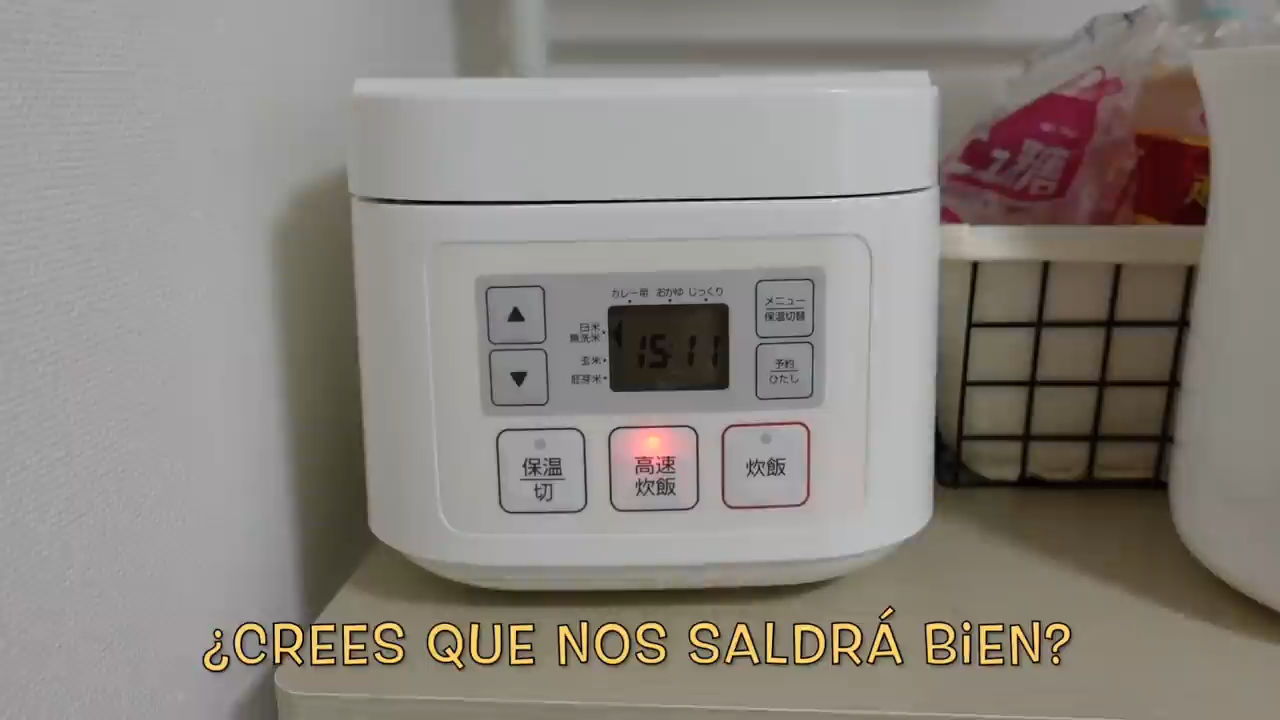 上糖
カレー用 おかゆ じっくり
白米
無洗米
玄米
胚芽米
15:11
メニュー
保温切替
予約
ひたし
保温
切
高速
炊飯
炊飯
¿CREES QUE NOS SALDRÁ BiEN?